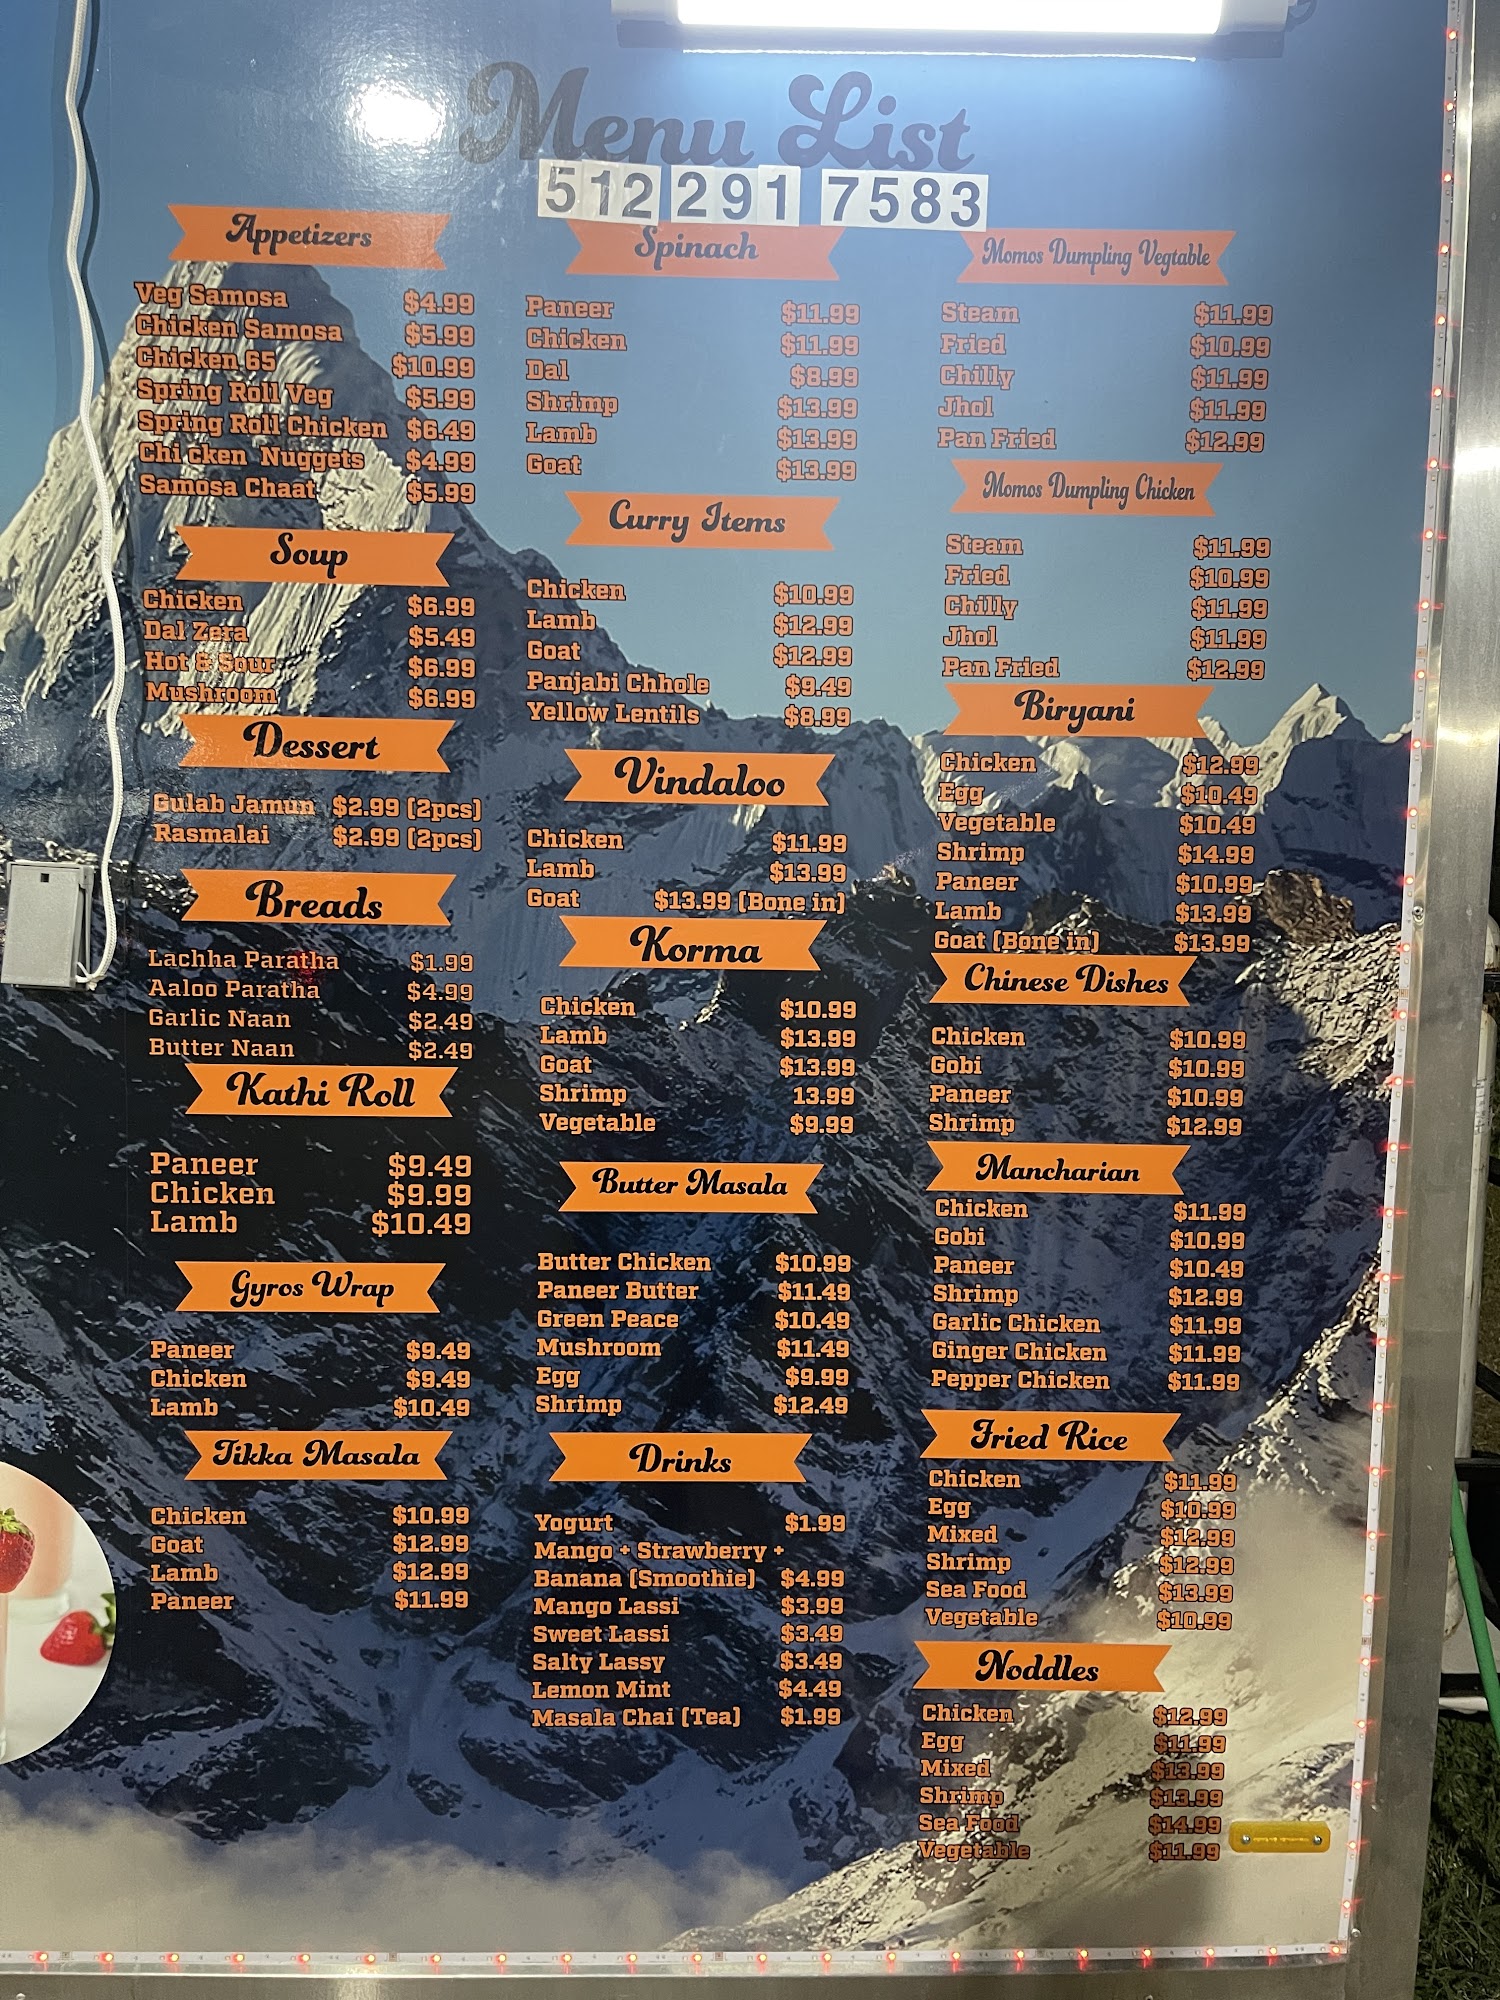 Menu List
512 291 7583
Appetizers
Veg Samosa $4.99
Chicken Samosa $5.99
Chicken 65 $10.99
Spring Roll Veg $5.99
Spring Roll Chicken $6.49
Chi cken Nuggets $4.99
Samosa Chaat $5.99
Soup
Chicken $6.99
Dal Zera $5.49
Hot & Sour $6.99
Mushroom $6.99
Dessert
Gulab Jamun $2.99 (2pcs)
Rasmalai $2.99 (2pcs)
Breads
Lachha Paratha $1.99
Aaloo Paratha $4.99
Garlic Naan $2.49
Butter Naan $2.49
Kathi Roll
Paneer $9.49
Chicken $9.99
Lamb $10.49
Gyros Wrap
Paneer $9.49
Chicken $9.49
Lamb $10.49
Tikka Masala
Chicken $10.99
Goat $12.99
Lamb $12.99
Paneer $11.99
Spinach
Paneer $11.99
Chicken $11.99
Dal $8.99
Shrimp $13.99
Lamb $13.99
Goat $13.99
Curry Items
Chicken $10.99
Lamb $12.99
Goat $12.99
Panjabi Chhole $9.49
Yellow Lentils $8.99
Vindaloo
Chicken $11.99
Lamb $13.99
Goat $13.99 (Bone in)
Korma
Chicken $10.99
Lamb $13.99
Goat $13.99
Shrimp 13.99
Vegetable $9.99
Butter Masala
Butter Chicken $10.99
Paneer Butter $11.49
Green Peace $10.49
Mushroom $11.49
Egg $9.99
Shrimp $12.49
Drinks
Yogurt $1.99
Mango + Strawberry +
Banana (Smoothie) $4.99
Mango Lassi $3.99
Sweet Lassi $3.49
Salty Lassy $3.49
Lemon Mint $4.49
Masala Chai (Tea) $1.99
Momos Dumpling Vegtable
Steam $11.99
Fried $10.99
Chilly $11.99
Jhol $11.99
Pan Fried $12.99
Momos Dumpling Chicken
Steam $11.99
Fried $10.99
Chilly $11.99
Jhol $11.99
Pan Fried $12.99
Biryani
Chicken $12.99
Egg $10.49
Vegetable $10.49
Shrimp $14.99
Paneer $10.99
Lamb $13.99
Goat (Bone in) $13.99
Chinese Dishes
Chicken $10.99
Gobi $10.99
Paneer $10.99
Shrimp $12.99
Mancharian
Chicken $11.99
Gobi $10.99
Paneer $10.49
Shrimp $12.99
Garlic Chicken $11.99
Ginger Chicken $11.99
Pepper Chicken $11.99
Fried Rice
Chicken $11.99
Egg $10.99
Mixed $12.99
Shrimp $12.99
Sea Food $13.99
Vegetable $10.99
Noddles
Chicken $12.99
Egg $11.99
Mixed $13.99
Shrimp $13.99
Sea Food $14.99
Vegetable $11.99